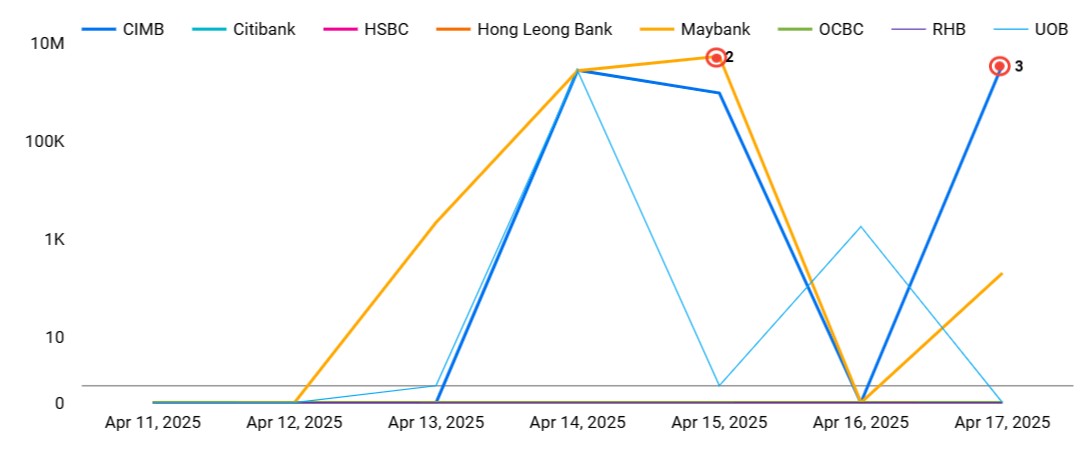 CIMB Citibank HSBC Hong Leong Bank Maybank OCBC RHB UOB
10M
2
3
100K
1K
10
0
Apr 11, 2025 Apr 12, 2025 Apr 13, 2025 Apr 14, 2025 Apr 15, 2025 Apr 16, 2025 Apr 17, 2025